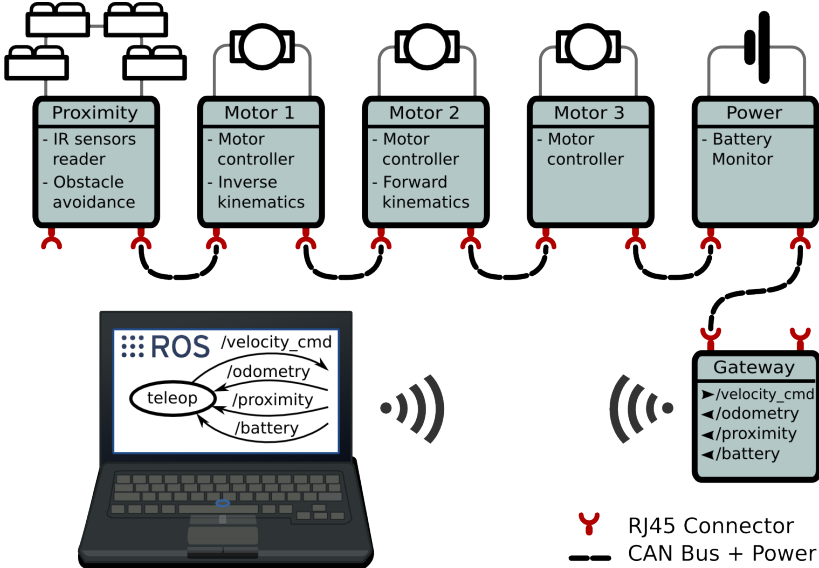 Proximity
- IR sensors
reader
- Obstacle
avoidance
Motor 1
- Motor
controller
- Inverse
kinematics
Motor 2
- Motor
controller
- Forward
kinematics
Motor 3
- Motor
controller
Power
- Battery
Monitor
ROS
/velocity_cmd
/odometry
teleop
/proximity
/battery
Gateway
/velocity_cmd
/odometry
/proximity
/battery
RJ45 Connector
CAN Bus + Power